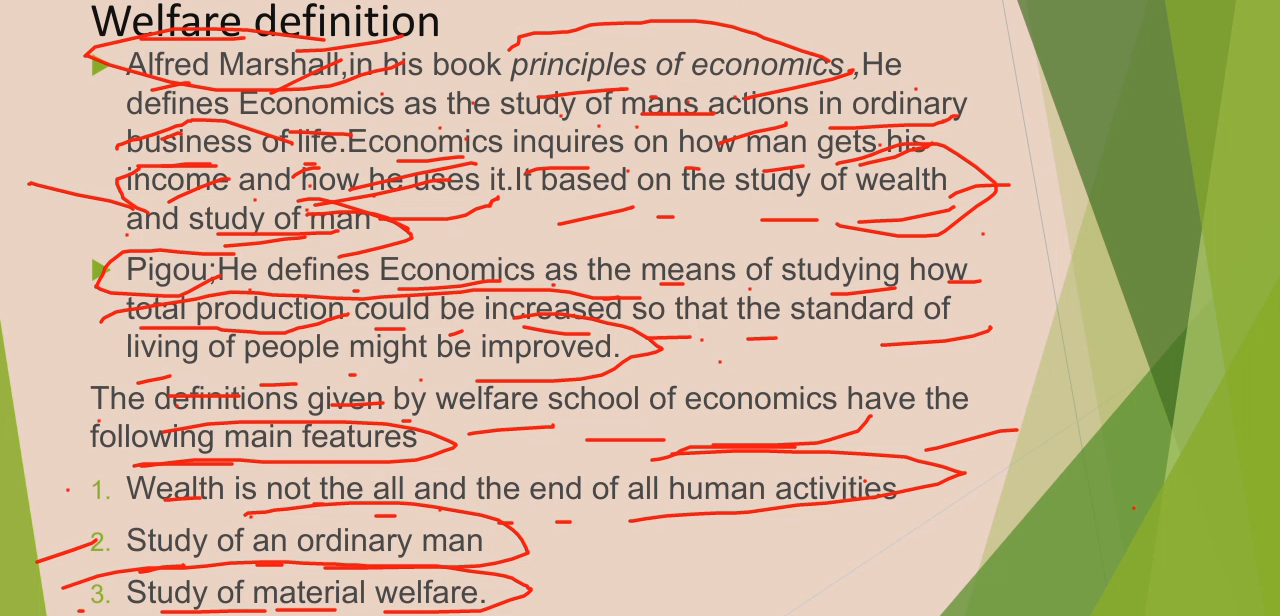 Welfare definition
Alfred Marshall,in his book principles of economics.,He
defines Economics as the study of mans actions in ordinary
business of life.Economics inquires on how man gets his
income and how he uses it.It based on the study of wealth
and study of man
Pigou;He defines Economics as the means of studying how
total production could be increased so that the standard of
living of people might be improved.
The definitions given by welfare school of economics have the
following main features
1. Wealth is not the all and the end of all human activities
2. Study of an ordinary man
3. Study of material welfare.